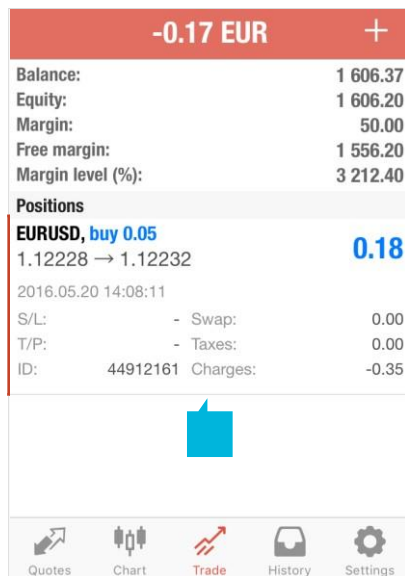 -0.17 EUR +
Balance: 1 606.37
Equity: 1 606.20
Margin: 50.00
Free margin: 1 556.20
Margin level (%): 3 212.40
Positions
EURUSD, buy 0.05 0.18
1.12228 → 1.12232
2016.05.20 14:08:11
S/L: - Swap: 0.00
T/P: - Taxes: 0.00
ID: 44912161 Charges: -0.35
Quotes Chart Trade History Settings